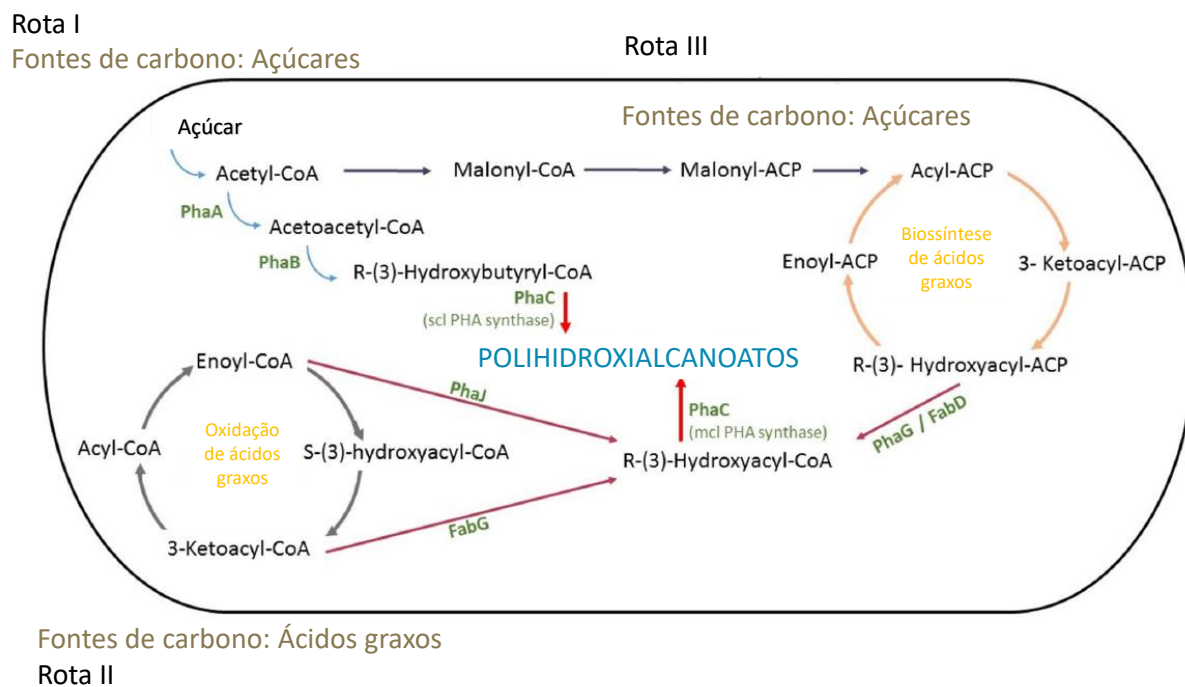 Rota I
Fontes de carbono: Açúcares
Rota III
Fontes de carbono: Açúcares
Açúcar
Acetyl-CoA
Malonyl-CoA
Malonyl-ACP
Acyl-ACP
PhaA
Acetoacetyl-CoA
PhaB
R-(3)-Hydroxybutyryl-CoA
PhaC
(scl PHA synthase)
Biossíntese
de ácidos
graxos
Enoyl-ACP
3- Ketoacyl-ACP
R-(3)- Hydroxyacyl-ACP
POLIHIDROXIALCANOATOS
Enoyl-CoA
PhaJ
PhaC
(mcl PHA synthase)
PhaG / FabD
Acyl-CoA
Oxidação
de ácidos
graxos
S-(3)-hydroxyacyl-CoA
R-(3)-Hydroxyacyl-CoA
FabG
3-Ketoacyl-CoA
Fontes de carbono: Ácidos graxos
Rota II